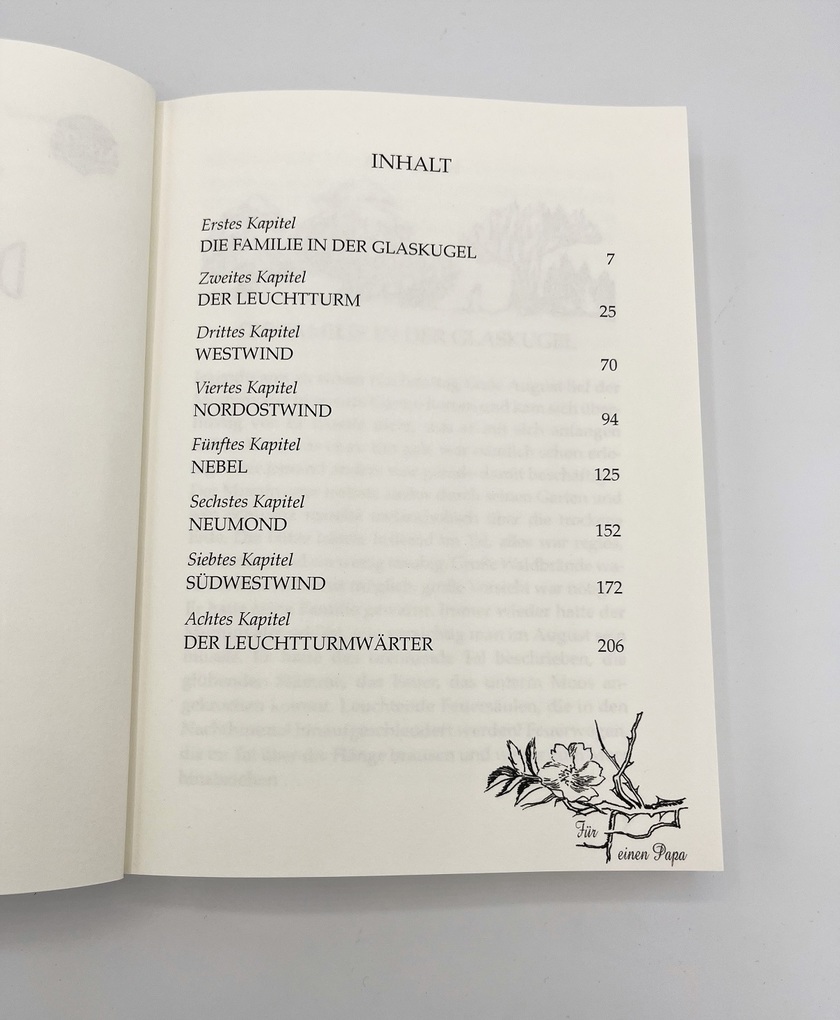 INHALT
Erstes Kapitel
DIE FAMILIE IN DER GLASKUGEL 7
Zweites Kapitel
DER LEUCHTTURM 25
Drittes Kapitel
WESTWIND 70
Viertes Kapitel
NORDOSTWIND 94
Fünftes Kapitel
NEBEL 125
Sechstes Kapitel
NEUMOND 152
Siebtes Kapitel
SÜDWESTWIND 172
Achtes Kapitel
DER LEUCHTTURMWÄRTER 206
Für
einen Papa